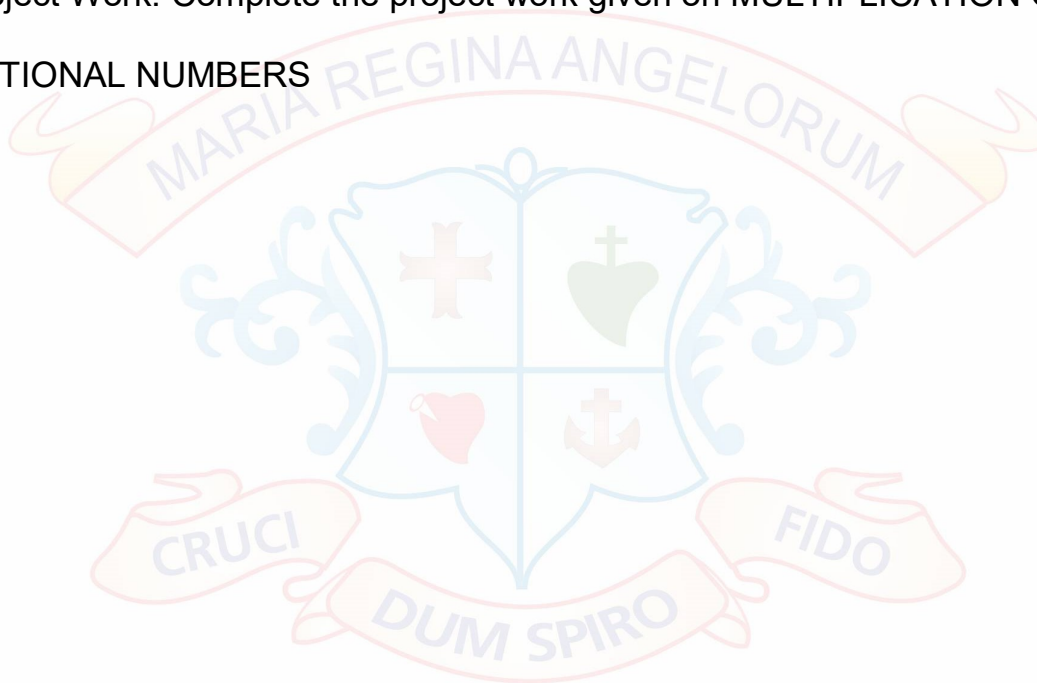 ject Work: Complete the project work given on MULTIPLICATION
TIONAL NUMBERS
MARIA REGINA ANGELORUM
CRUCI
FIDO
DUM SPIRO